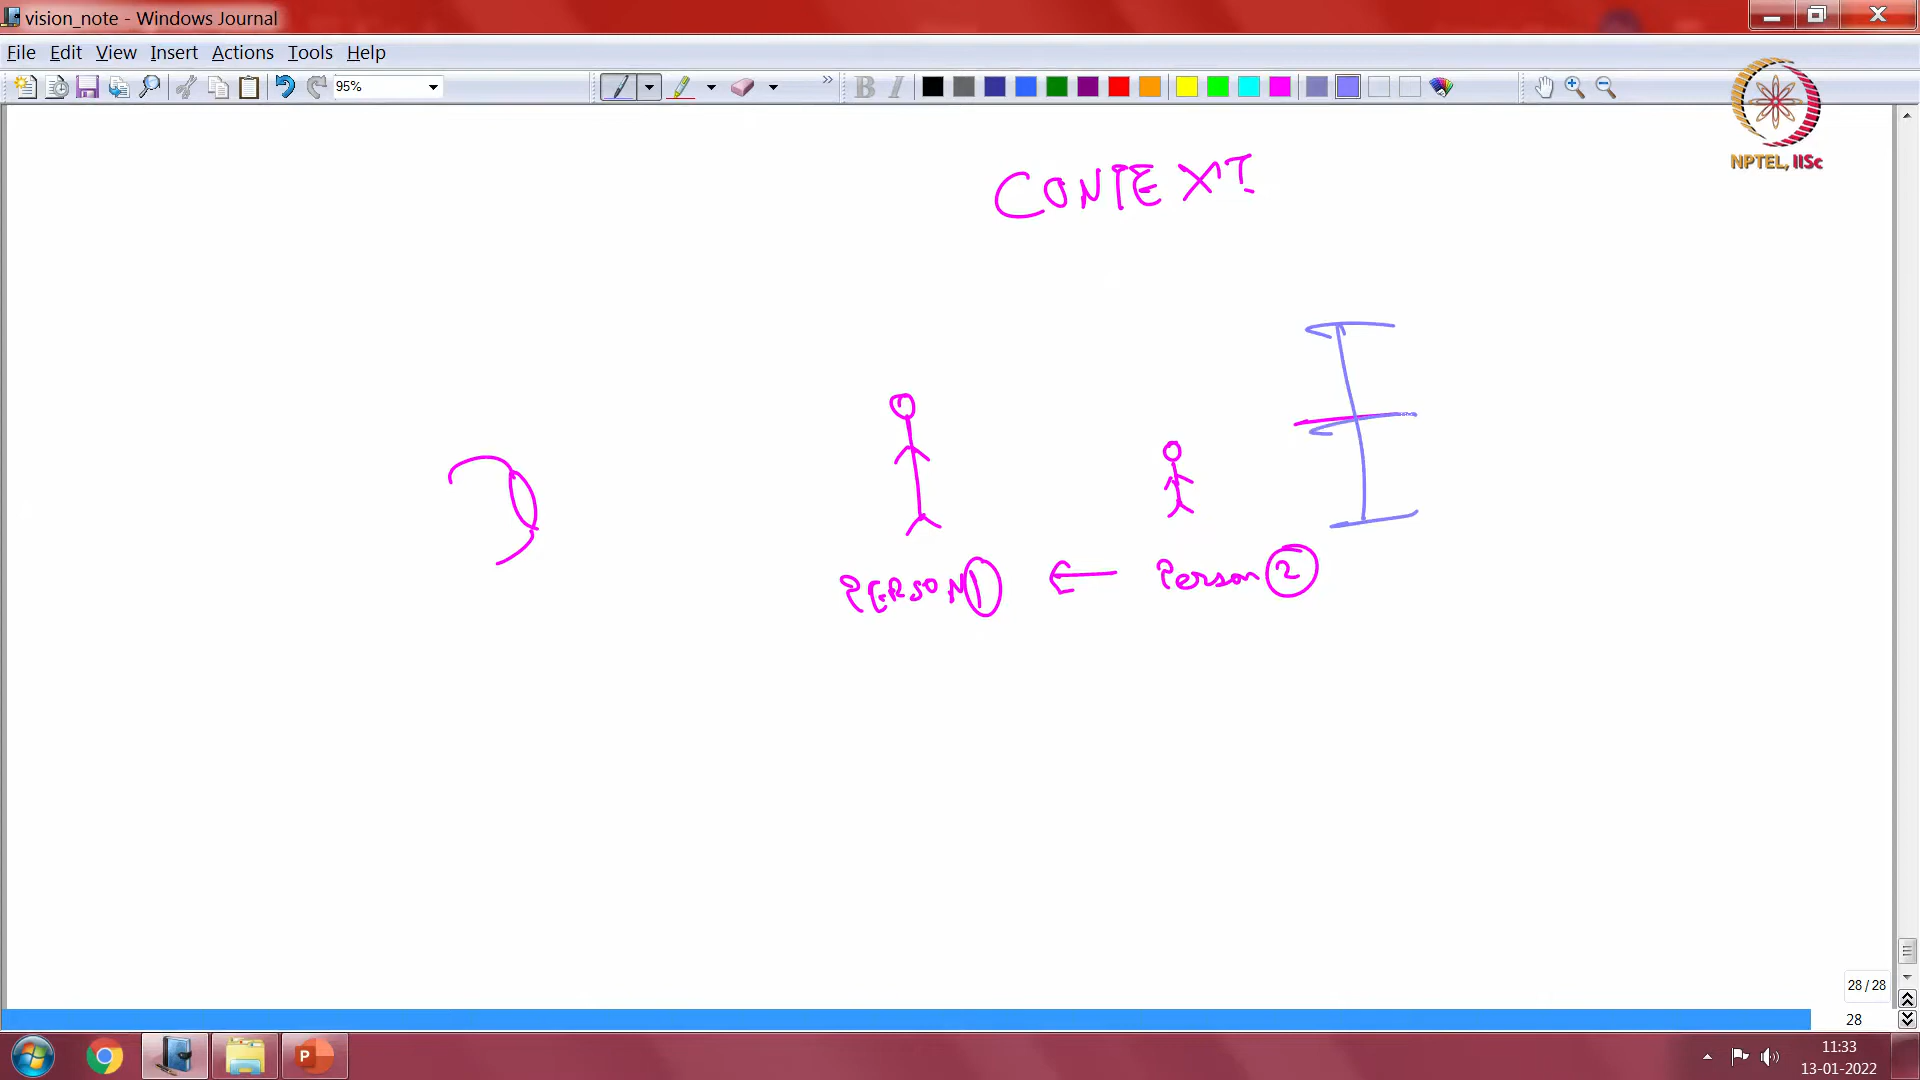 vision_note - Windows Journal
File Edit View Insert Actions Tools Help
95%
B I
NPTEL, IISc
CONTEXT
PERSON 1 ← Person 2
28 / 28
28
P
11:33
13-01-2022